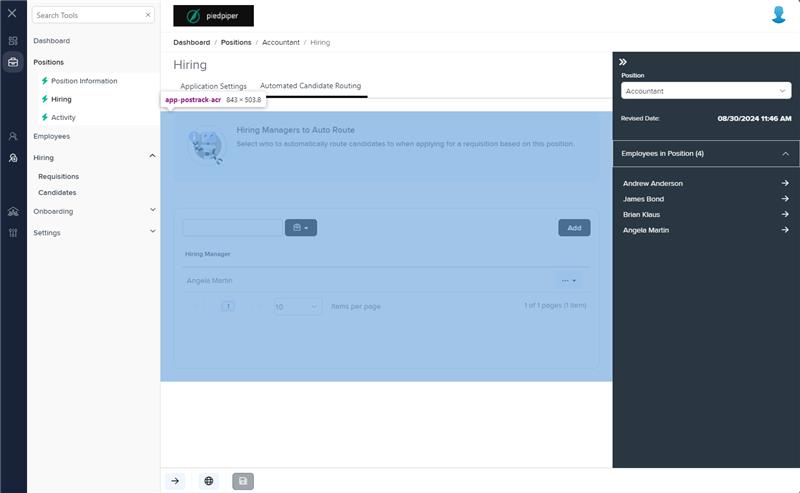 Search Tools
piedpiper
Dashboard
Positions
Position Information
Hiring
Activity
Employees
Hiring
Requisitions
Candidates
Onboarding
Settings
Dashboard / Positions / Accountant / Hiring
Hiring
Application Settings
Automated Candidate Routing
app-postrack-acr 843 × 503.8
Hiring Managers to Auto Route
Select who to automatically route candidates to when applying for a requisition based on this position.
Add
Hiring Manager
Angela Martin
1
10
Items per page
1 of 1 pages (1 item)
Position
Accountant
Revised Date: 08/30/2024 11:46 AM
Employees in Position (4)
Andrew Anderson
James Bond
Brian Klaus
Angela Martin